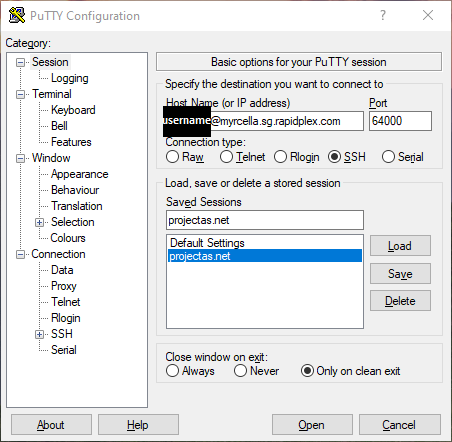 PuTTY Configuration
?
Category:
Session
Logging
Terminal
Keyboard
Bell
Features
Window
Appearance
Behaviour
Translation
Selection
Colours
Connection
Data
Proxy
Telnet
Rlogin
SSH
Serial
Basic options for your PuTTY session
Specify the destination you want to connect to
Host Name (or IP address) Port
username@myrcella.sg.rapidplex.com 64000
Connection type:
Raw Telnet Rlogin SSH Serial
Load, save or delete a stored session
Saved Sessions
projectas.net
Default Settings
projectas.net
Load
Save
Delete
Close window on exit:
Always Never Only on clean exit
About Help Open Cancel